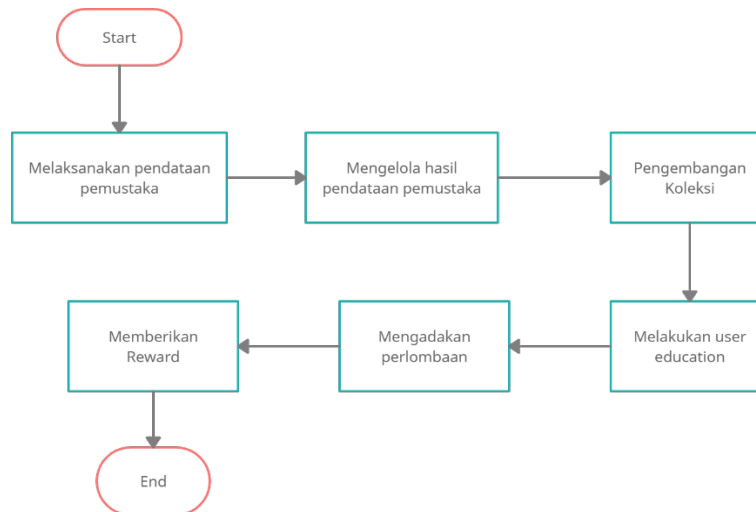 Start
Melaksanakan pendataan
pemustaka
Mengelola hasil
pendataan pemustaka
Pengembangan
Koleksi
Melakukan user
education
Mengadakan
perlombaan
Memberikan
Reward
End